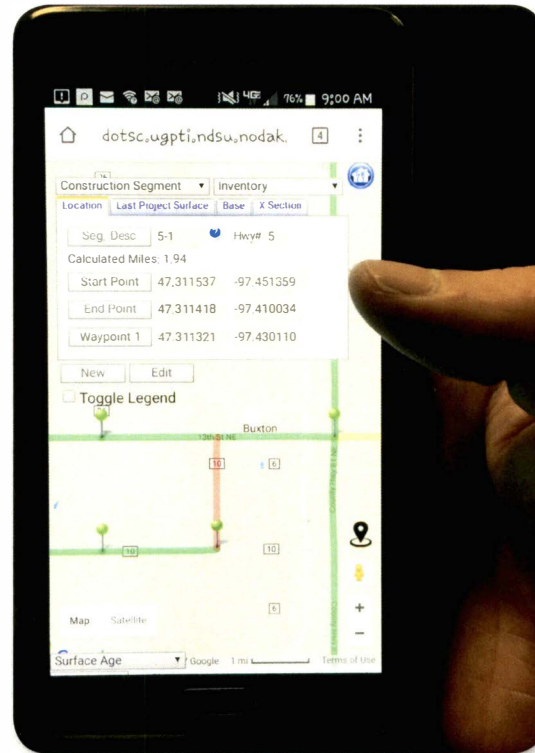 76% 9:00 AM
dotsc.ugpti.ndsu.nodak. 4
Construction Segment Inventory
Location Last Project Surface Base X Section
Seg. Desc 5-1 ? Hwy# 5
Calculated Miles: 1.94
Start Point 47.311537 -97.451359
End Point 47.311418 -97.410034
Waypoint 1 47.311321 -97.430110
New Edit
Toggle Legend
Buxton
12th St NE
10 6
10 10
6
Map Satellite
Surface Age Google 1 mi Terms of Use